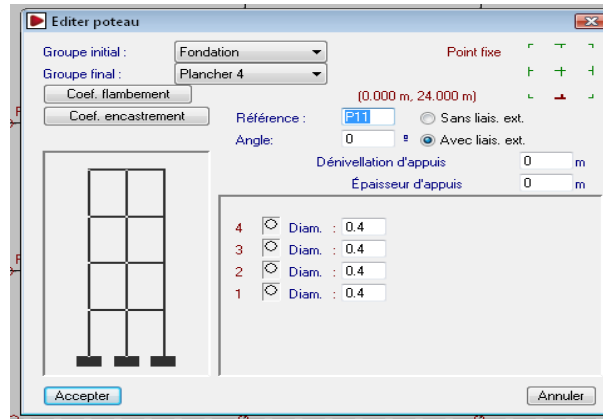 Editer poteau
Groupe initial : Fondation Point fixe
Groupe final : Plancher 4
Coef. flambement (0.000 m, 24.000 m)
Coef. encastrement Référence : P11 Sans liais. ext.
Angle: 0 º Avec liais. ext.
Dénivellation d'appuis 0 m
Épaisseur d'appuis 0 m
4 Diam. : 0.4
3 Diam. : 0.4
2 Diam. : 0.4
1 Diam. : 0.4
Accepter Annuler